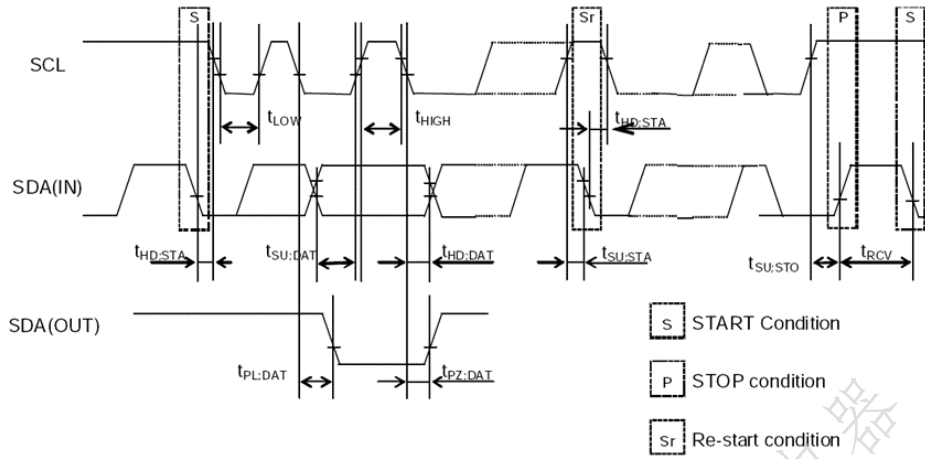 S
Sr
P
S
SCL
tLOW
tHIGH
tHD:STA
SDA(IN)
tHD:STA
tSU:DAT
tHD:DAT
tSU:STA
tSU:STO
tRCV
SDA(OUT)
S START Condition
tPL:DAT
tPZ:DAT
P STOP condition
Sr Re-start condition
器